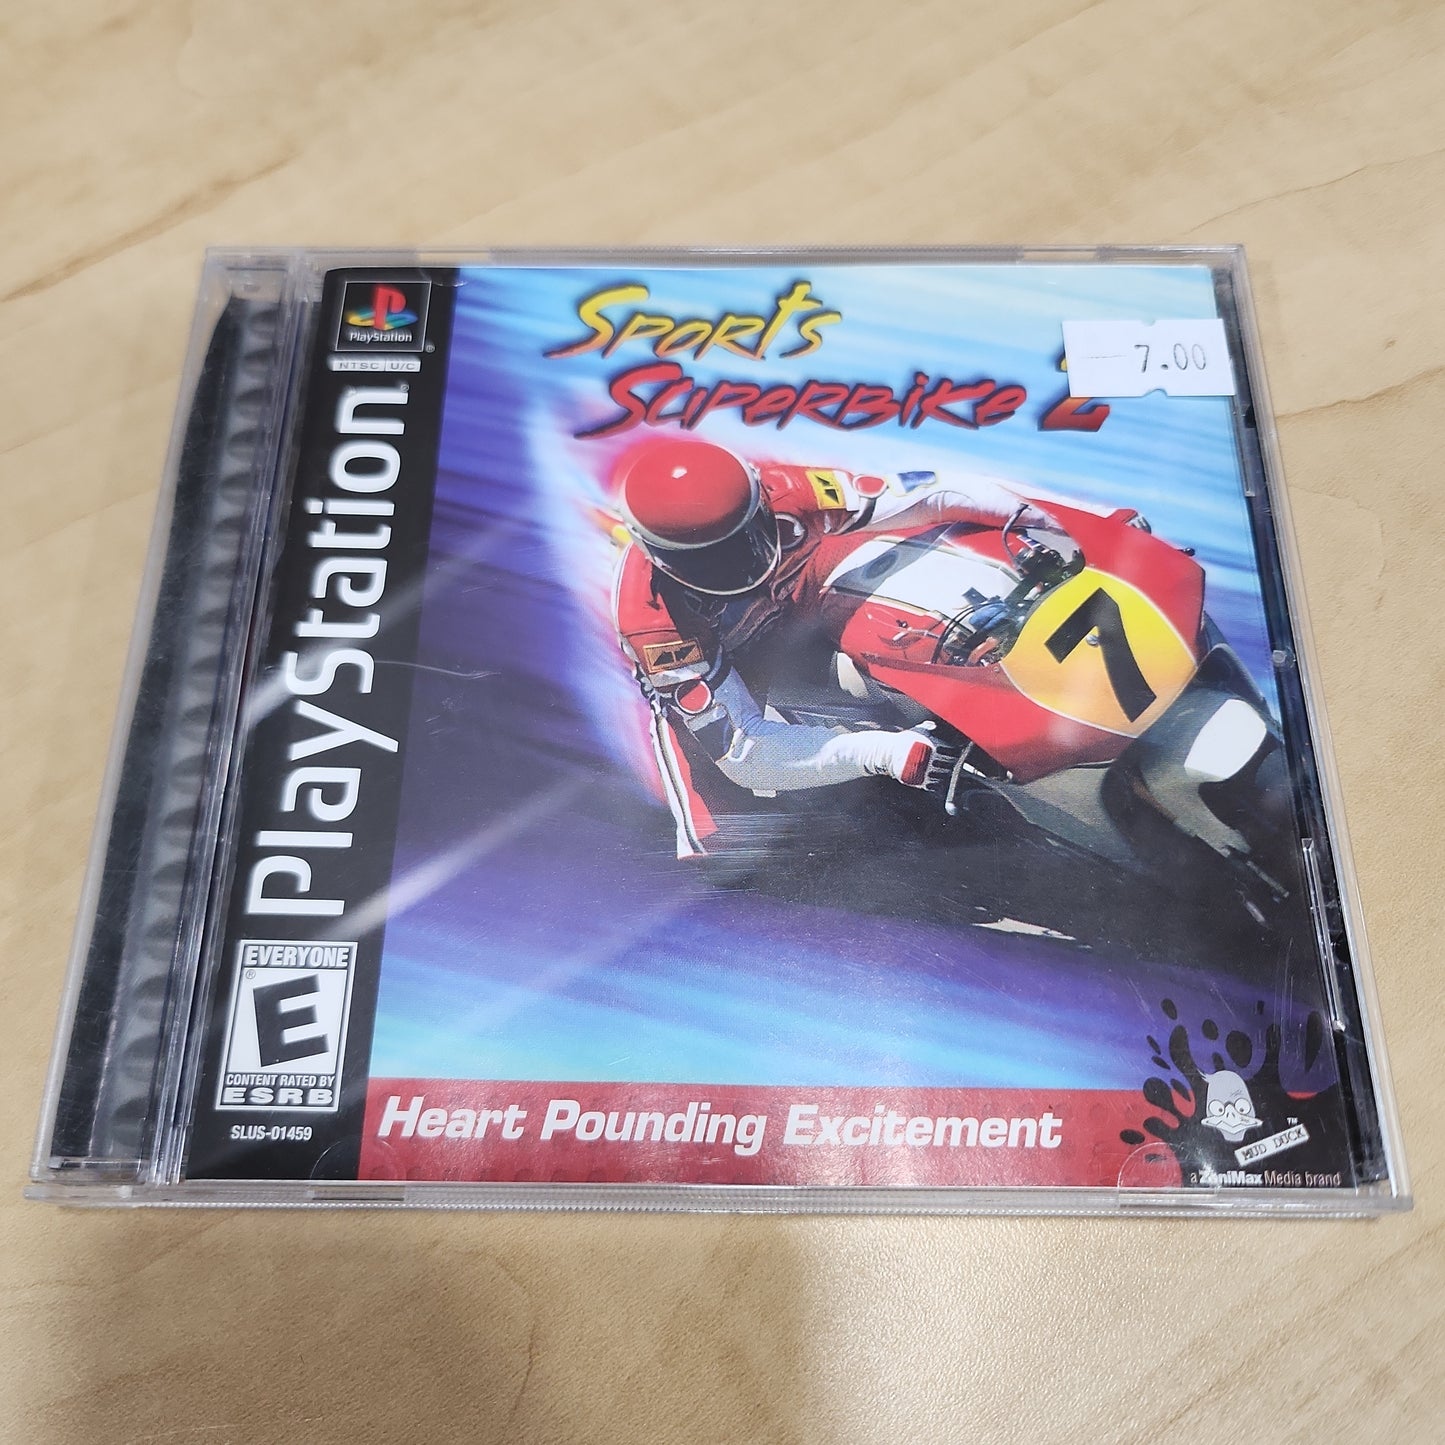 PlayStation
NTSC U/C
PlayStation
Sports
Superbike 2
7.00
7
EVERYONE
E
CONTENT RATED BY
ESRB
SLUS-01459
Heart Pounding Excitement
MUD DUCK™
a ZeniMax Media brand